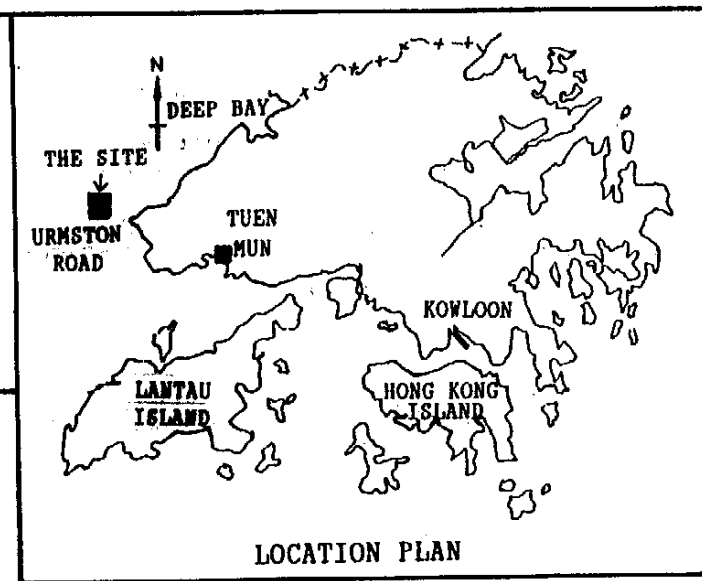 N
DEEP BAY
THE SITE
URMSTON
ROAD
TUEN
MUN
KOWLOON
LANTAU
ISLAND
HONG KONG
ISLAND
LOCATION PLAN